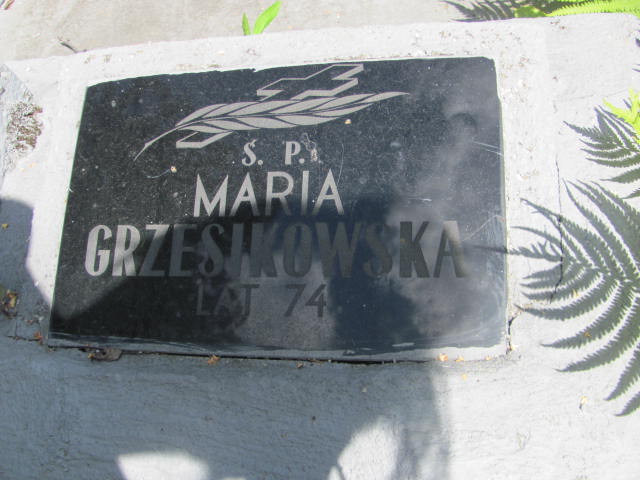 Ś. P.
MARIA
GRZESIKOWSKA
LAT 74